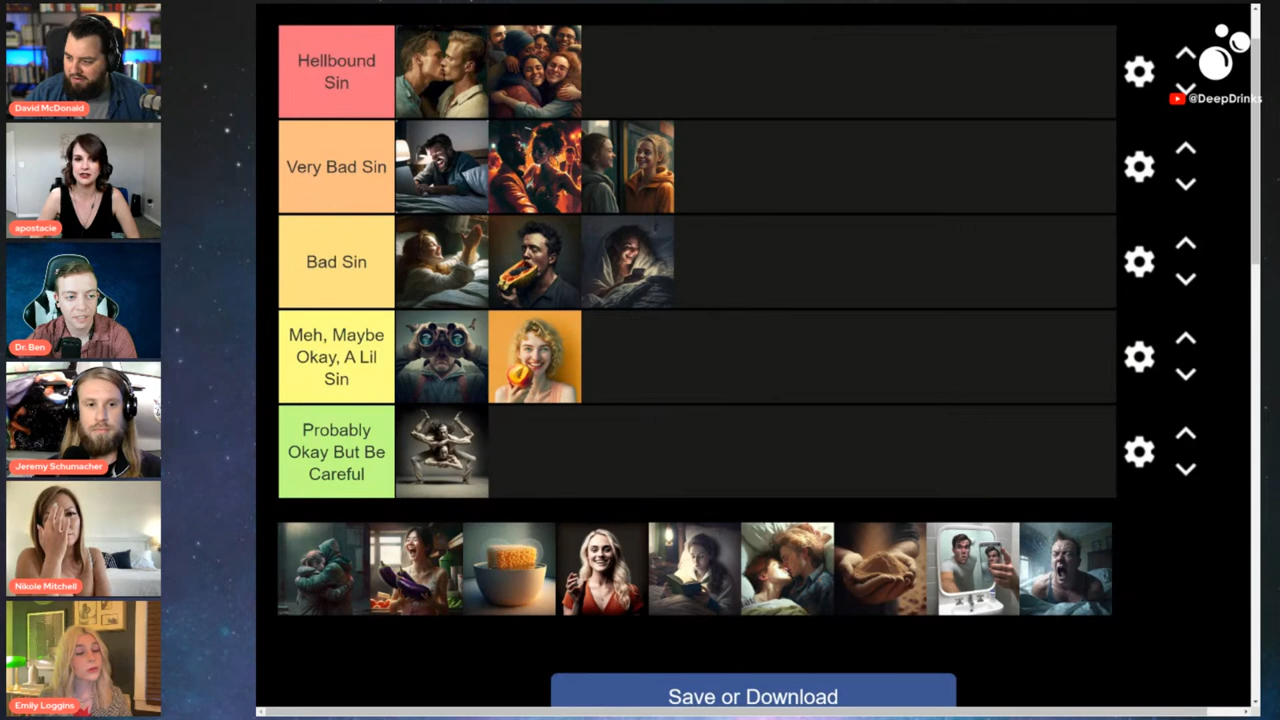 David McDonald
apostacie
Dr. Ben
Jeremy Schumacher
Nikole Mitchell
Emily Loggins
Hellbound
Sin
Very Bad Sin
Bad Sin
Meh, Maybe
Okay, A Lil
Sin
Probably
Okay But Be
Careful
@DeepDrinks
Save or Download